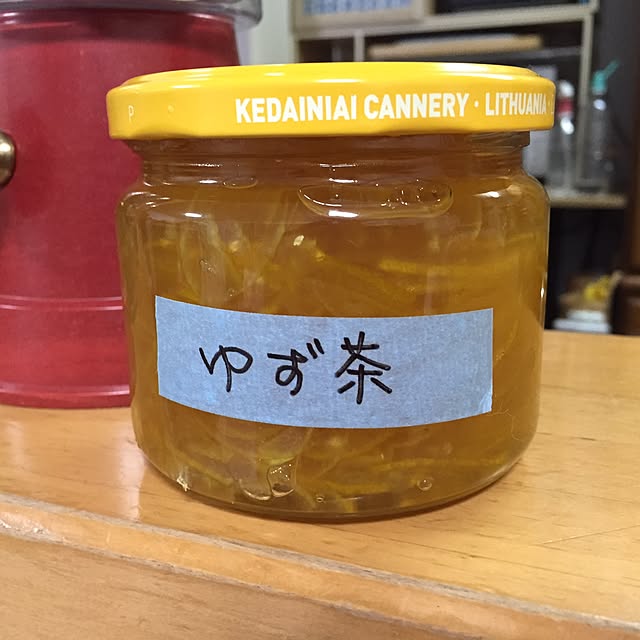 P KEDAINIAI CANNERY · LITHUANIA ·
ゆず茶